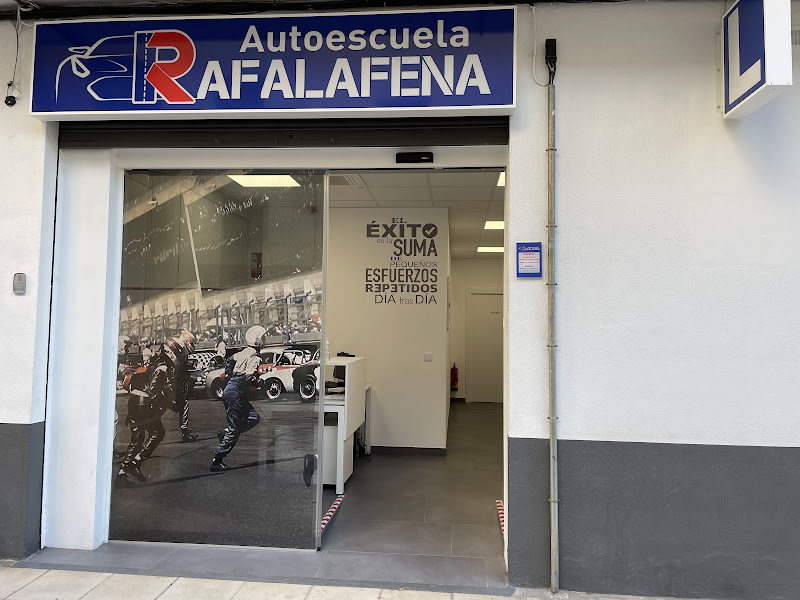 Autoescuela
RAFALAFENA
L
EL
ÉXITO
es la SUMA
DE
PEQUEÑOS
ESFUERZOS
REPETIDOS
DÍA tras DÍA